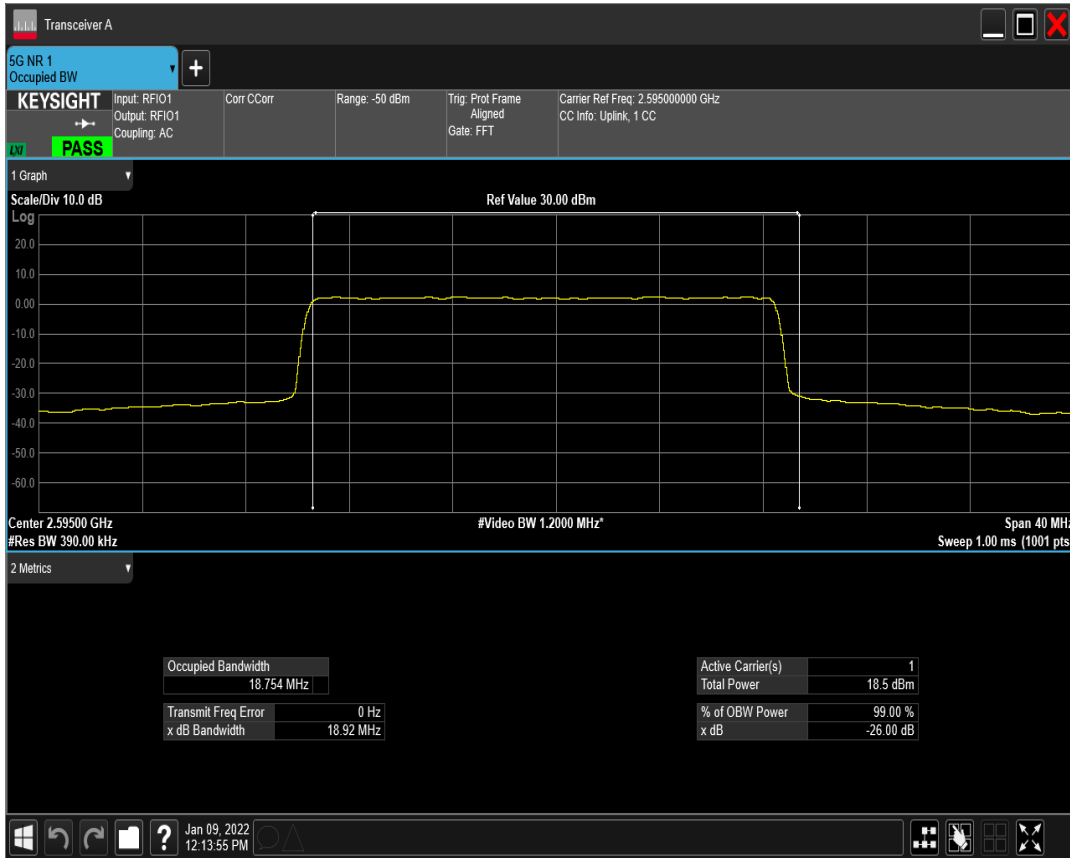 Transceiver A
5G NR 1
Occupied BW
KEYSIGHT
LXI
PASS
Input: RFIO1
Output: RFIO1
Coupling: AC
Corr CCorr
Range: -50 dBm
Trig: Prot Frame
Aligned
Gate: FFT
Carrier Ref Freq: 2.595000000 GHz
CC Info: Uplink, 1 CC
1 Graph
Scale/Div 10.0 dB
Ref Value 30.00 dBm
Log
20.0
10.0
0.00
-10.0
-20.0
-30.0
-40.0
-50.0
-60.0
Center 2.59500 GHz
#Video BW 1.2000 MHz*
Span 40 MHz
#Res BW 390.00 kHz
Sweep 1.00 ms (1001 pts
2 Metrics
Occupied Bandwidth
18.754 MHz
Transmit Freq Error 0 Hz
x dB Bandwidth 18.92 MHz
Active Carrier(s) 1
Total Power 18.5 dBm
% of OBW Power 99.00 %
x dB -26.00 dB
?
Jan 09, 2022
12:13:55 PM